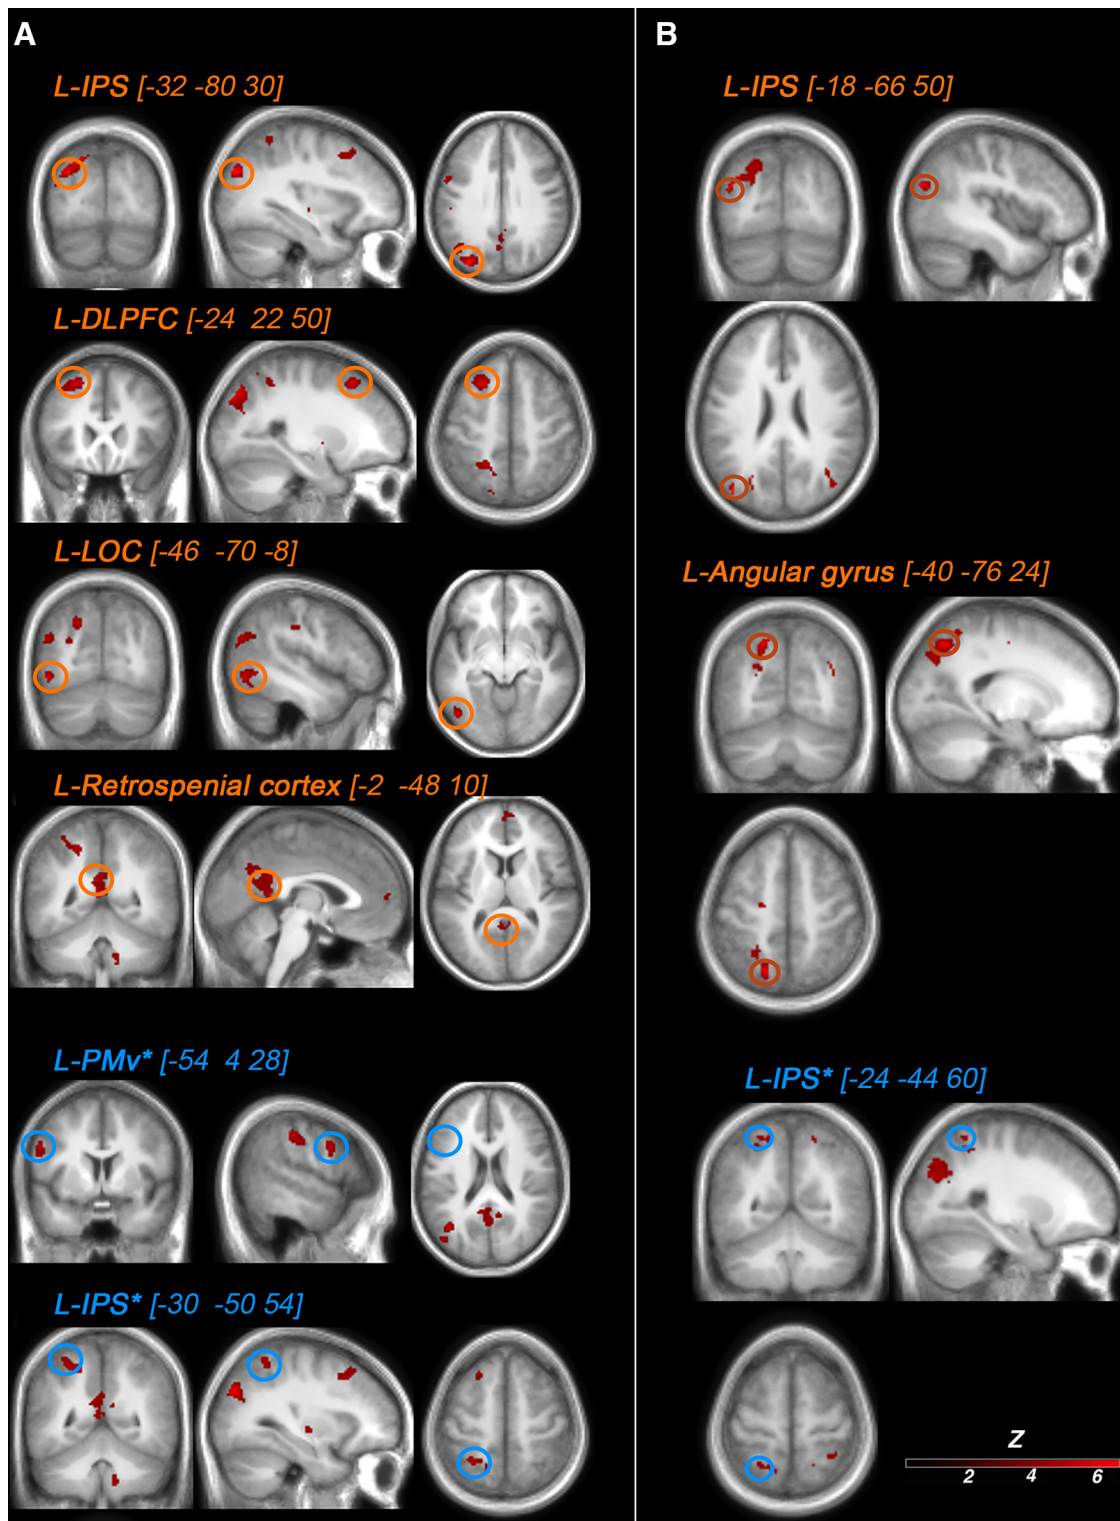 A
L-IPS [-32 -80 30]
L-DLPFC [-24 22 50]
L-LOC [-46 -70 -8]
L-Retrospenial cortex [-2 -48 10]
L-PMv* [-54 4 28]
L-IPS* [-30 -50 54]
B
L-IPS [-18 -66 50]
L-Angular gyrus [-40 -76 24]
L-IPS* [-24 -44 60]
Z
2 4 6